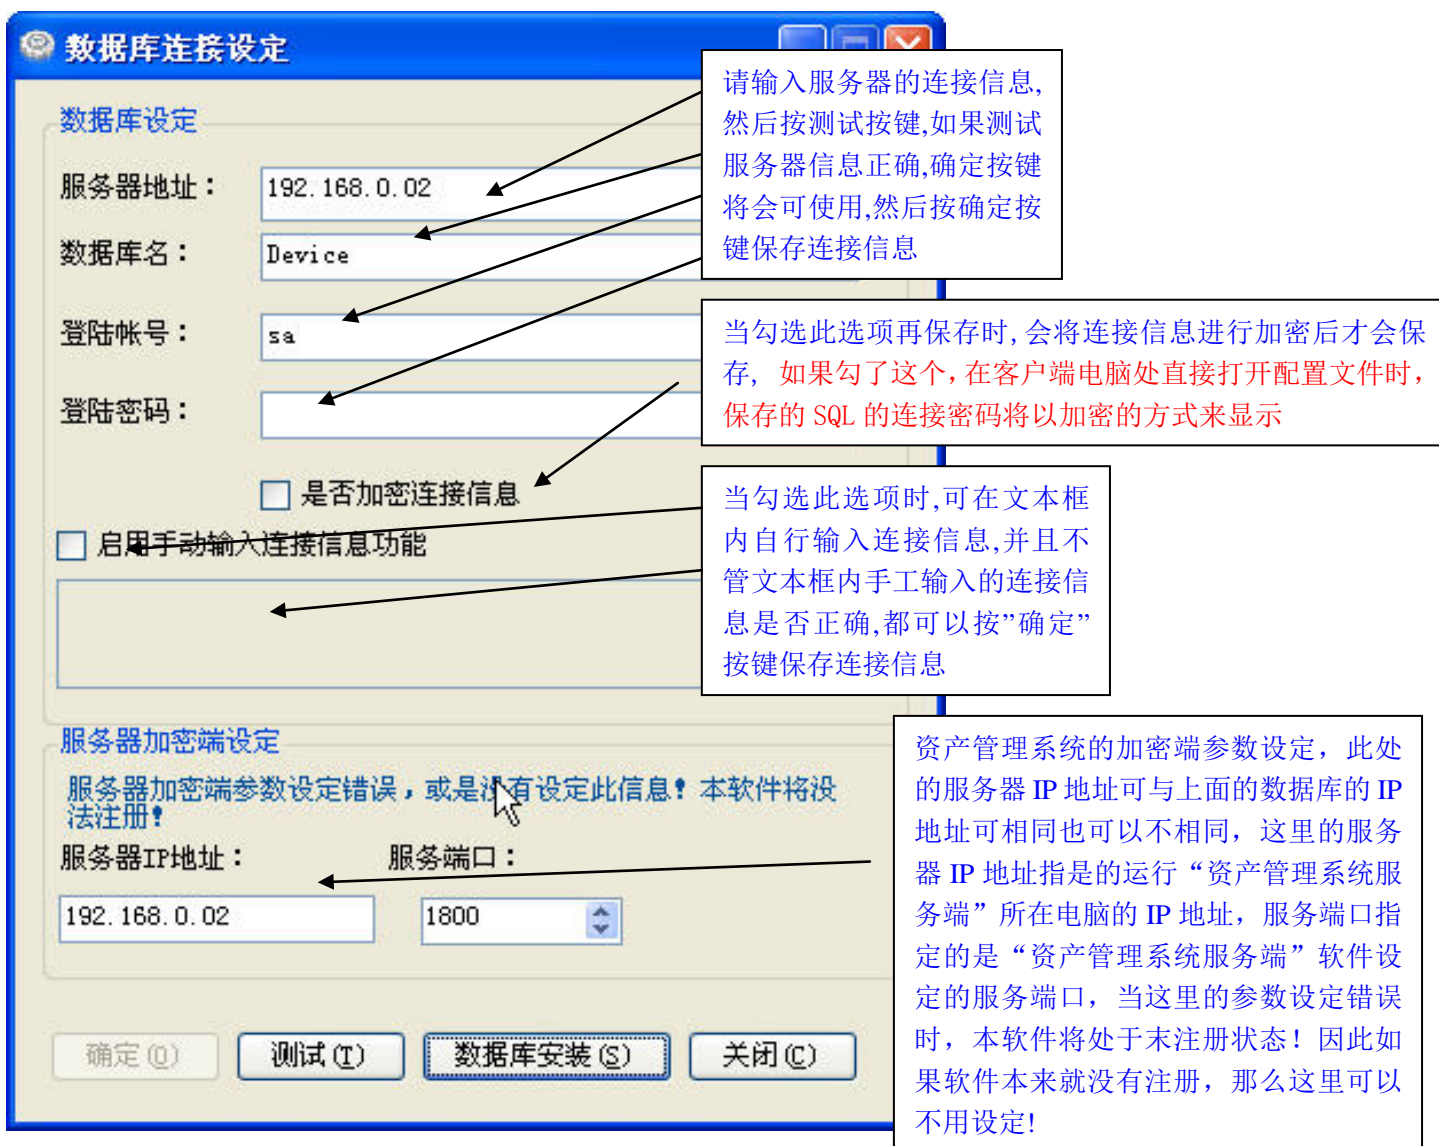 数据库连接设定
请输入服务器的连接信息,
然后按测试按键,如果测试
服务器信息正确,确定按键
将会可使用,然后按确定按
键保存连接信息
数据库设定
服务器地址：
192.168.0.02
数据库名：
Device
登陆帐号：
sa
登陆密码：
当勾选此选项再保存时,会将连接信息进行加密后才会保
存, 如果勾了这个，在客户端电脑处直接打开配置文件时，
保存的 SQL 的连接密码将以加密的方式来显示
是否加密连接信息
启用手动输入连接信息功能
当勾选此选项时,可在文本框
内自行输入连接信息,并且不
管文本框内手工输入的连接信
息是否正确,都可以按”确定”
按键保存连接信息
服务器加密端设定
服务器加密端参数设定错误，或是没有设定此信息！本软件将没
法注册！
服务器IP地址：
服务端口：
192.168.0.02
1800
资产管理系统的加密端参数设定，此处
的服务器 IP 地址可与上面的数据库的 IP
地址可相同也可以不相同，这里的服务
器 IP 地址指是的运行“资产管理系统服
务端”所在电脑的 IP 地址，服务端口指
定的是“资产管理系统服务端”软件设
定的服务端口，当这里的参数设定错误
时，本软件将处于末注册状态！因此如
果软件本来就没有注册，那么这里可以
不用设定!
确定(O)
测试(T)
数据库安装(S)
关闭(C)